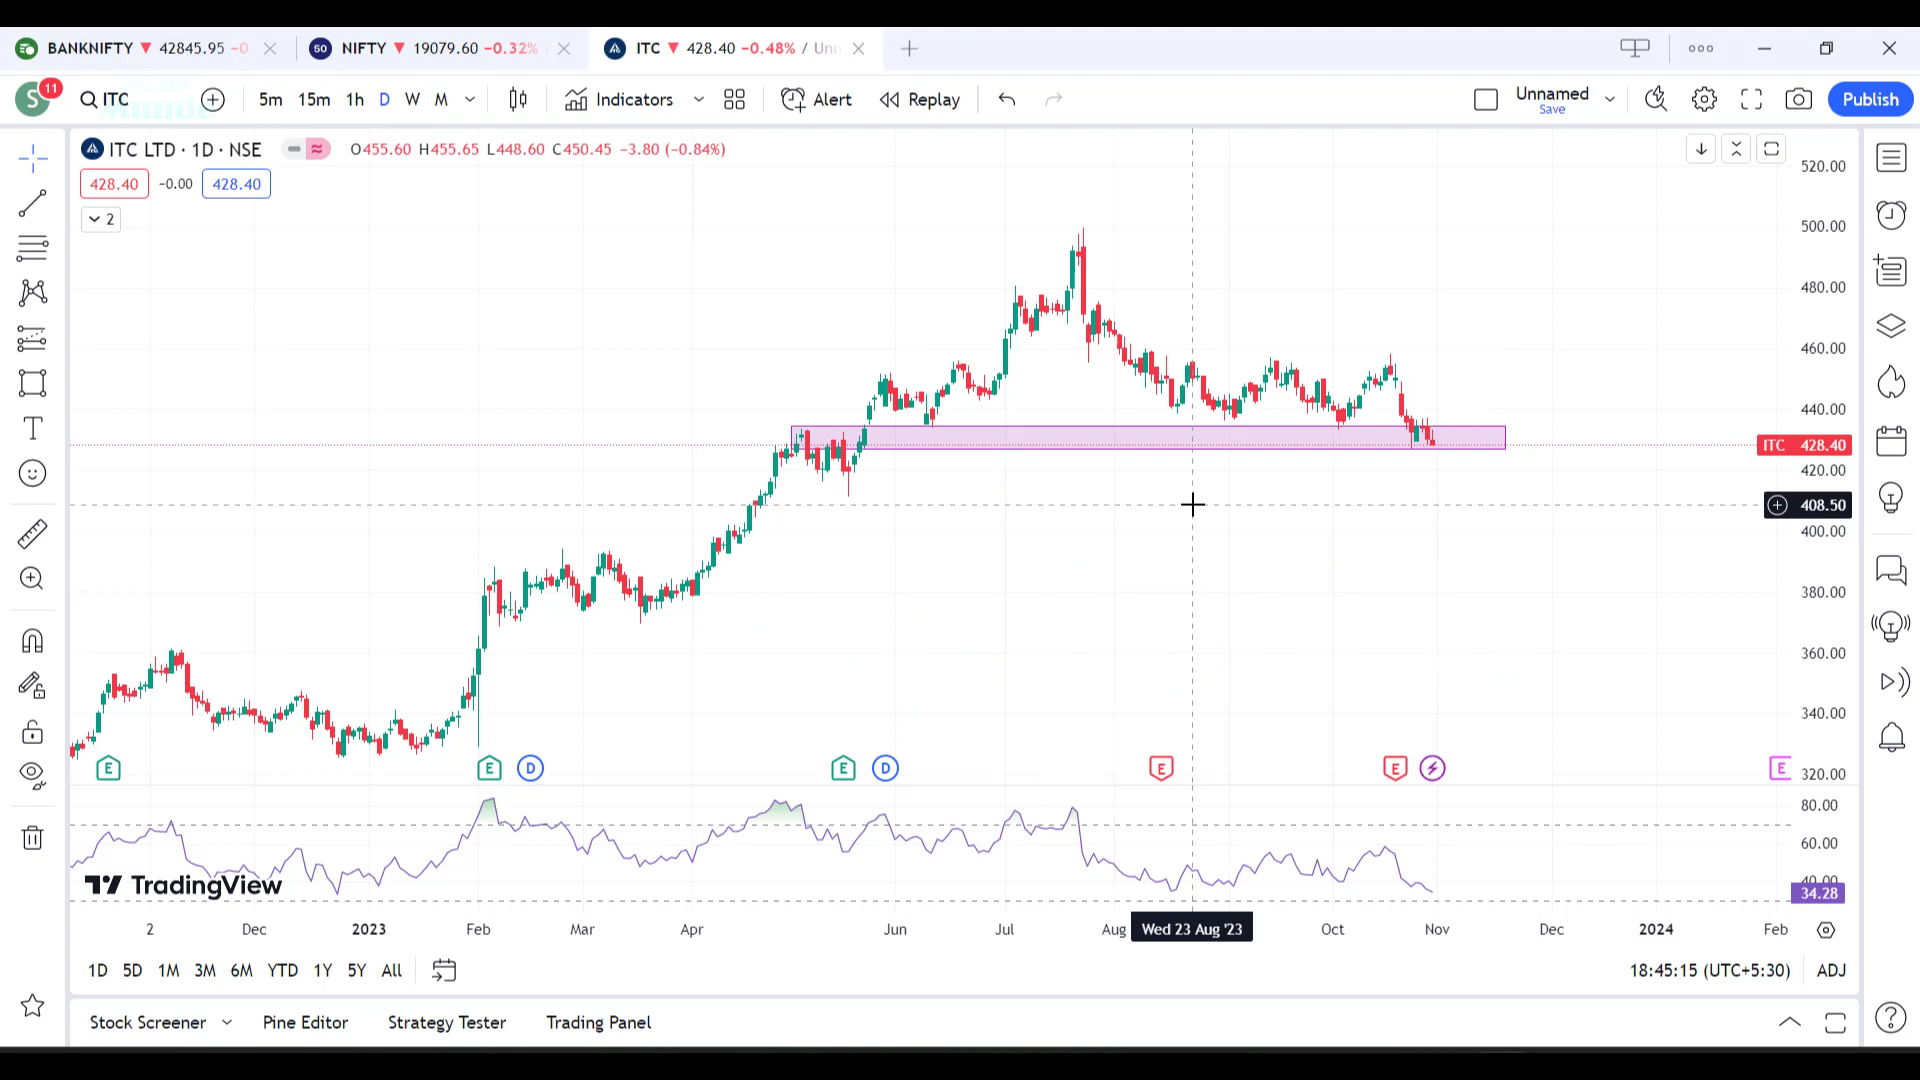 BANKNIFTY ▼ 42845.95 −0.
50 NIFTY ▼ 19079.60 −0.32%
ITC ▼ 428.40 −0.48% / Unn
S 11 ITC 5m 15m 1h D W M Indicators Alert Replay Unnamed Publish
Save
ITC LTD · 1D · NSE O455.60 H455.65 L448.60 C450.45 −3.80 (−0.84%)
428.40 −0.00 428.40
2
520.00
500.00
480.00
460.00
440.00
ITC 428.40
420.00
408.50
400.00
380.00
360.00
340.00
320.00
E E D E D E E E
80.00
60.00
40.00
34.28
TradingView
2 Dec 2023 Feb Mar Apr Jun Jul Aug Wed 23 Aug '23 Oct Nov Dec 2024 Feb
1D 5D 1M 3M 6M YTD 1Y 5Y All 18:45:15 (UTC+5:30) ADJ
Stock Screener Pine Editor Strategy Tester Trading Panel